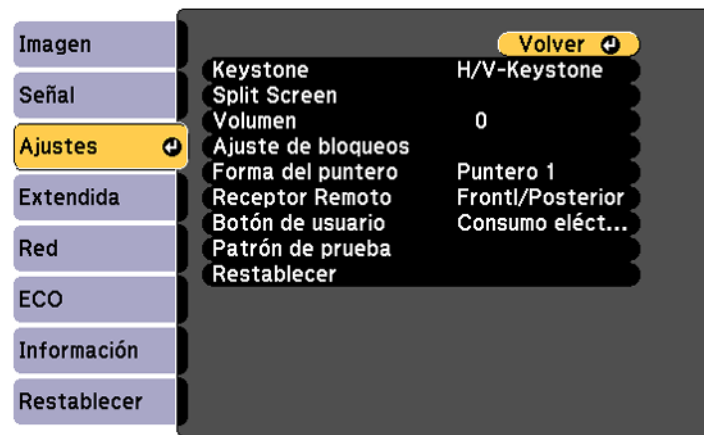 Imagen
Señal
Ajustes
Extendida
Red
ECO
Información
Restablecer
Volver
Keystone H/V-Keystone
Split Screen
Volumen 0
Ajuste de bloqueos
Forma del puntero Puntero 1
Receptor Remoto Frontl/Posterior
Botón de usuario Consumo eléct...
Patrón de prueba
Restablecer